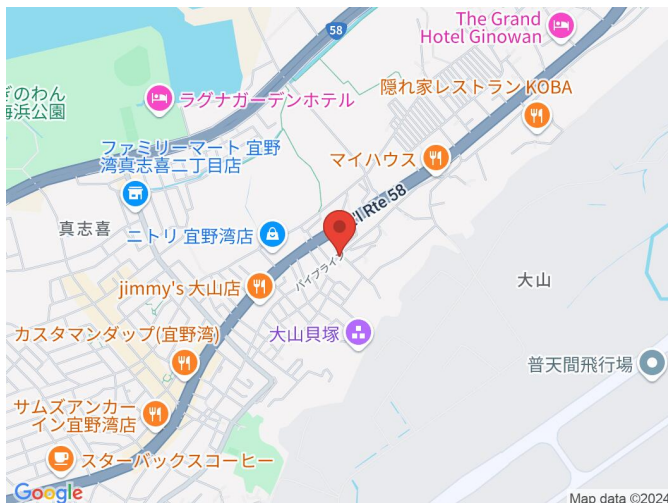 The Grand
Hotel Ginowan
58
ぎのわん
海浜公園
ラグナガーデンホテル
隠れ家レストラン KOBA
ファミリーマート 宜野
湾真志喜二丁目店
マイハウス
真志喜
ニトリ 宜野湾店
Rte 58
パイプライン
大山
jimmy's 大山店
大山貝塚
カスタマンダップ(宜野湾)
普天間飛行場
サムズアンカー
イン宜野湾店
スターバックスコーヒー
Google
Map data ©2024